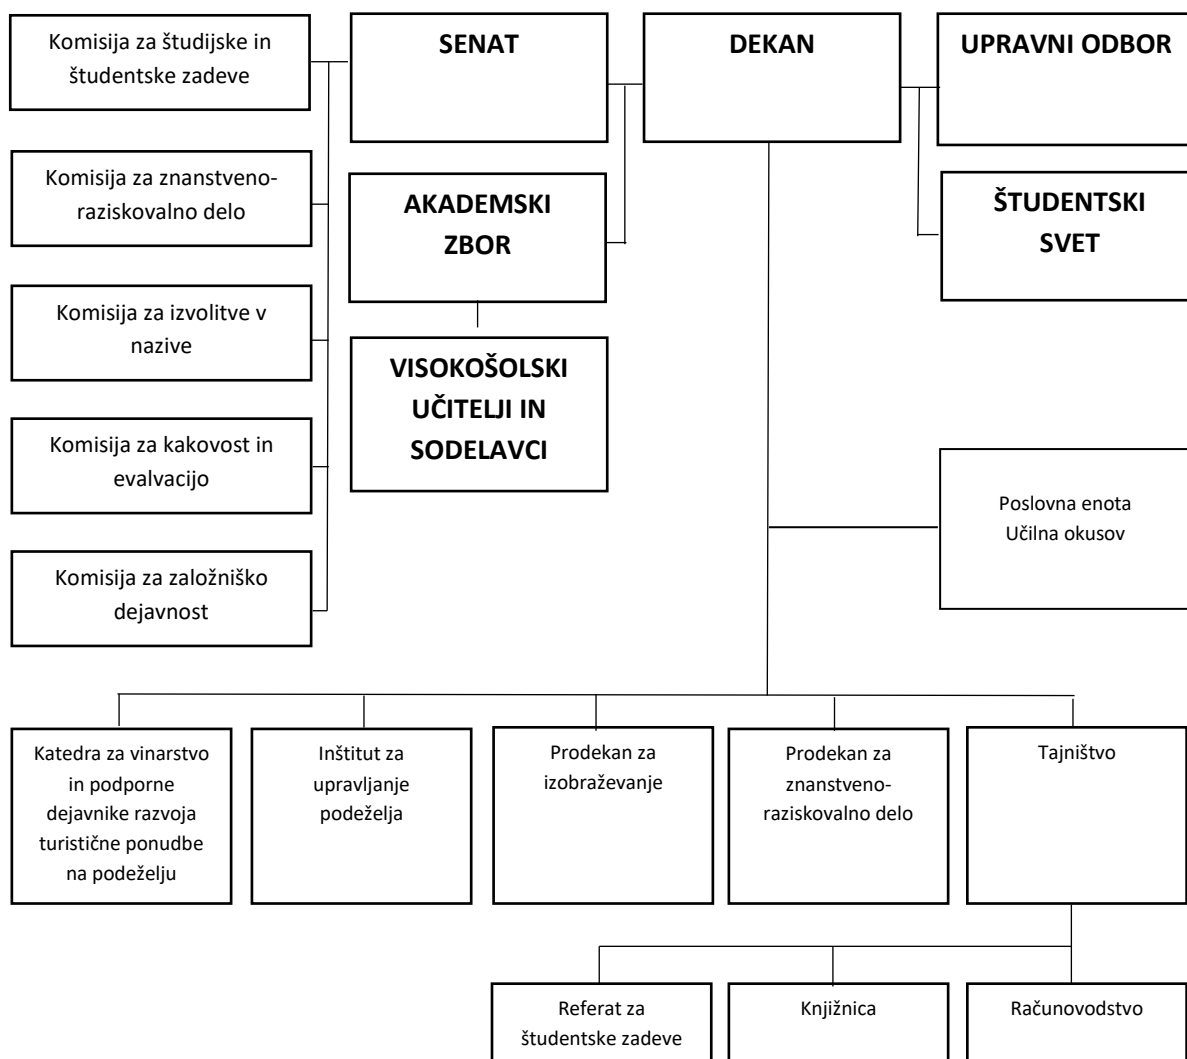 Komisija za študijske in
študentske zadeve
SENAT
DEKAN
UPRAVNI ODBOR
Komisija za znanstveno-
raziskovalno delo
AKADEMSKI
ZBOR
ŠTUDENTSKI
SVET
Komisija za izvolitve v
nazive
VISOKOŠOLSKI
UČITELJI IN
SODELAVCI
Komisija za kakovost in
evalvacijo
Poslovna enota
Učilna okusov
Komisija za založniško
dejavnost
Katedra za vinarstvo
in podporne
dejavnike razvoja
turistične ponudbe
na podeželju
Inštitut za
upravljanje
podeželja
Prodekan za
izobraževanje
Prodekan za
znanstveno-
raziskovalno delo
Tajništvo
Referat za
študentske zadeve
Knjižnica
Računovodstvo